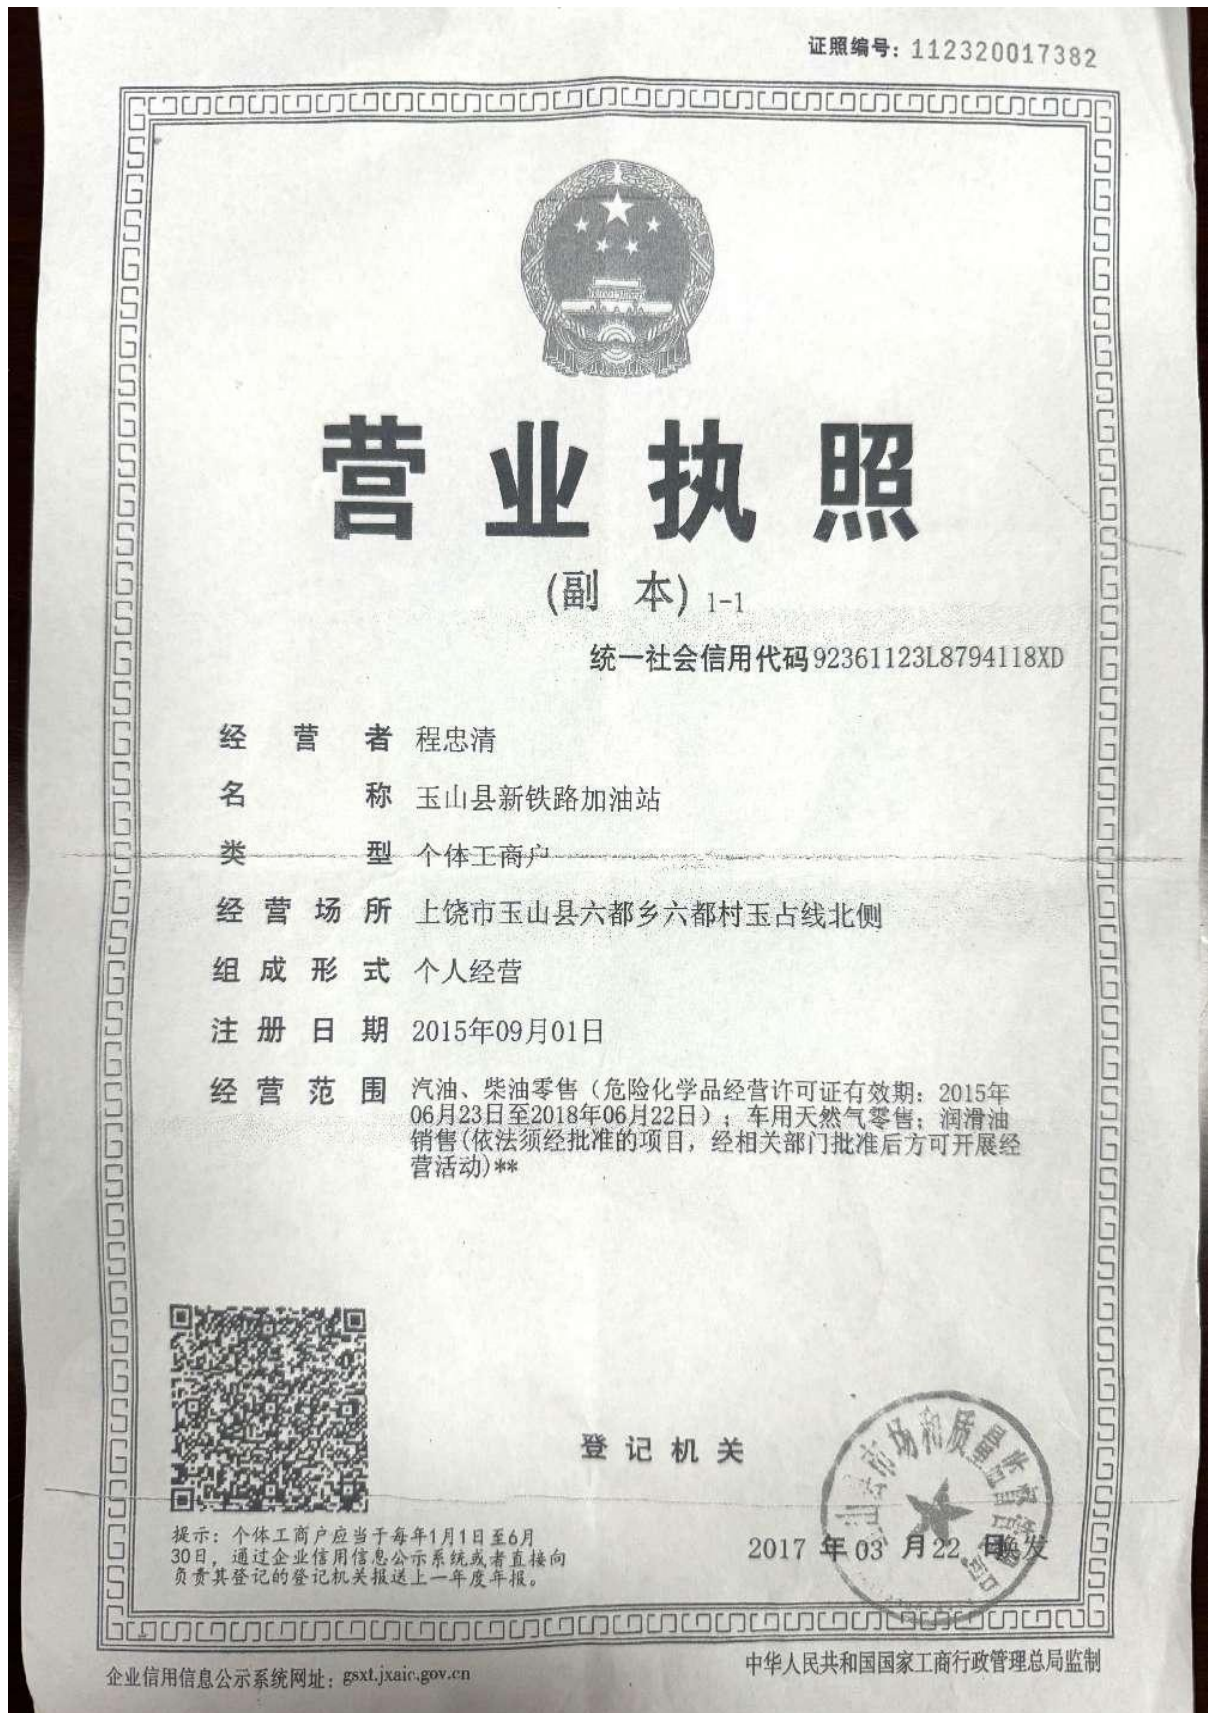 证照编号：112320017382
营业执照
(副 本) 1-1
统一社会信用代码92361123L8794118XD
经营者 程忠清
名称 玉山县新铁路加油站
类型 个体工商户
经营场所 上饶市玉山县六都乡六都村玉占线北侧
组成形式 个人经营
注册日期 2015年09月01日
经营范围 汽油、柴油零售（危险化学品经营许可证有效期：2015年
06月23日至2018年06月22日）；车用天然气零售；润滑油
销售(依法须经批准的项目，经相关部门批准后方可开展经
营活动)**
登记机关
2017 年 03 月 22 日换发
提示：个体工商户应当于每年1月1日至6月
30日，通过企业信用信息公示系统或者直接向
负责其登记的登记机关报送上一年度年报。
企业信用信息公示系统网址：gsxt.jxaic.gov.cn
中华人民共和国国家工商行政管理总局监制